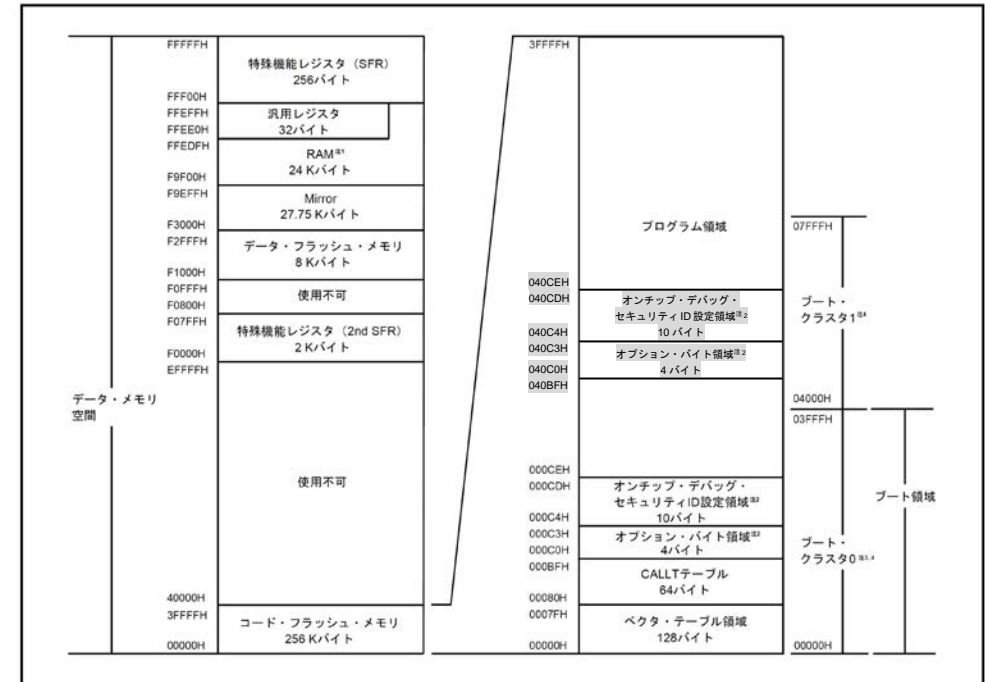 FFFFFH
特殊機能レジスタ（SFR）
256バイト
FFF00H
FFEFFH
汎用レジスタ
32バイト
FFEE0H
FFEDFH
RAM注1
24 Kバイト
F9F00H
F9EFFH
Mirror
27.75 Kバイト
F3000H
F2FFFH
データ・フラッシュ・メモリ
8 Kバイト
F1000H
F0FFFH
使用不可
F0800H
F07FFH
特殊機能レジスタ（2nd SFR）
2 Kバイト
F0000H
EFFFFH
データ・メモリ
空間
使用不可
40000H
3FFFFH
コード・フラッシュ・メモリ
256 Kバイト
00000H
3FFFFH
プログラム領域
040CEH
040CDH
オンチップ・デバッグ・
セキュリティID 設定領域注2
10 バイト
040C4H
040C3H
オプション・バイト領域注2
4 バイト
040C0H
040BFH
000CEH
000CDH
オンチップ・デバッグ・
セキュリティID設定領域注2
10バイト
000C4H
000C3H
オプション・バイト領域注2
4バイト
000C0H
000BFH
CALLTテーブル
64バイト
00080H
0007FH
ベクタ・テーブル領域
128バイト
00000H
07FFFH
ブート・
クラスタ1注4
04000H
03FFFH
ブート領域
ブート・
クラスタ0注3, 4
00000H